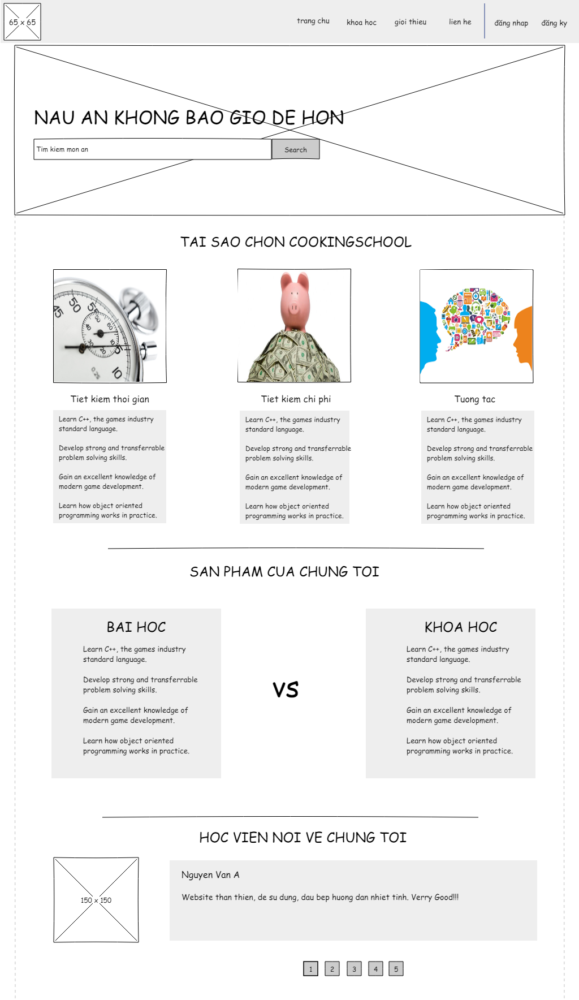 65 x 65
trang chu
khoa hoc
gioi thieu
lien he
đăng nhap
đăng ky
NAU AN KHONG BAO GIO DE HON
Tim kiem mon an
Search
TAI SAO CHON COOKINGSCHOOL
Tiet kiem thoi gian
Learn C++, the games industry
standard language.
Develop strong and transferrable
problem solving skills.
Gain an excellent knowledge of
modern game development.
Learn how object oriented
programming works in practice.
Tiet kiem chi phi
Learn C++, the games industry
standard language.
Develop strong and transferrable
problem solving skills.
Gain an excellent knowledge of
modern game development.
Learn how object oriented
programming works in practice.
Tuong tac
Learn C++, the games industry
standard language.
Develop strong and transferrable
problem solving skills.
Gain an excellent knowledge of
modern game development.
Learn how object oriented
programming works in practice.
SAN PHAM CUA CHUNG TOI
BAI HOC
Learn C++, the games industry
standard language.
Develop strong and transferrable
problem solving skills.
Gain an excellent knowledge of
modern game development.
Learn how object oriented
programming works in practice.
VS
KHOA HOC
Learn C++, the games industry
standard language.
Develop strong and transferrable
problem solving skills.
Gain an excellent knowledge of
modern game development.
Learn how object oriented
programming works in practice.
HOC VIEN NOI VE CHUNG TOI
150 x 150
Nguyen Van A
Website than thien, de su dung, dau bep huong dan nhiet tinh. Verry Good!!!
1
2
3
4
5